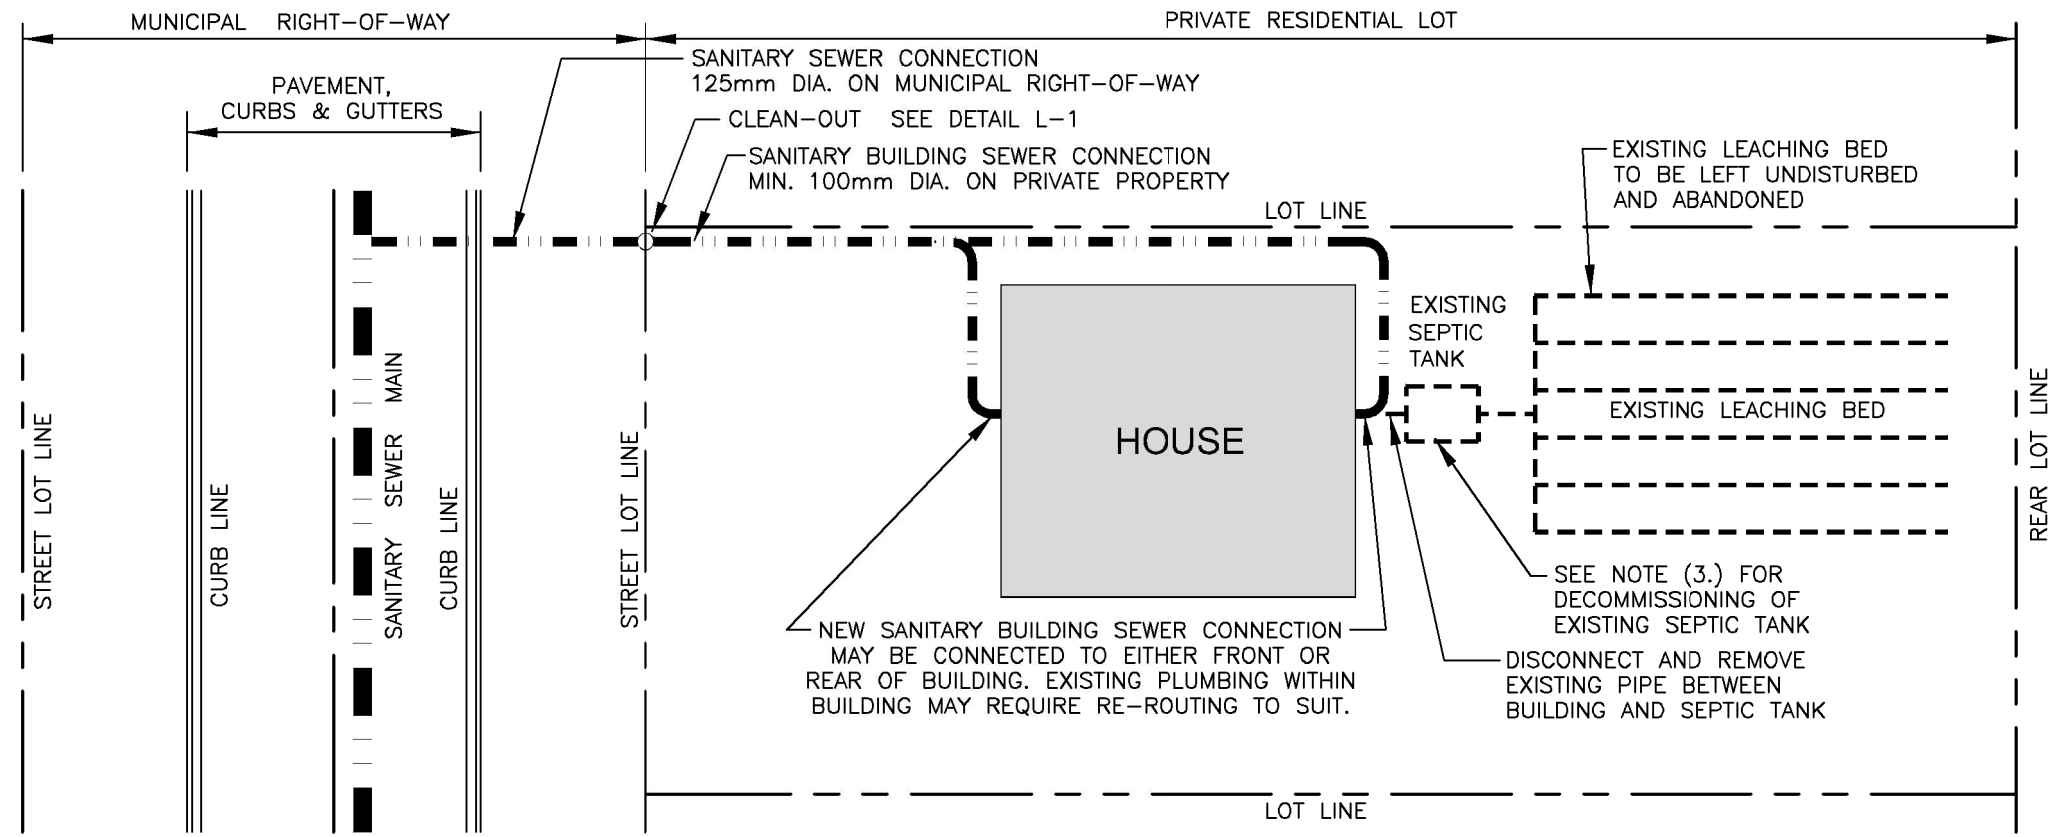 MUNICIPAL RIGHT-OF-WAY
PRIVATE RESIDENTIAL LOT
SANITARY SEWER CONNECTION
125mm DIA. ON MUNICIPAL RIGHT-OF-WAY
PAVEMENT,
CURBS & GUTTERS
CLEAN-OUT SEE DETAIL L-1
SANITARY BUILDING SEWER CONNECTION
MIN. 100mm DIA. ON PRIVATE PROPERTY
EXISTING LEACHING BED
TO BE LEFT UNDISTURBED
AND ABANDONED
LOT LINE
EXISTING
SEPTIC
TANK
EXISTING LEACHING BED
HOUSE
STREET LOT LINE
CURB LINE
SANITARY SEWER MAIN
CURB LINE
STREET LOT LINE
REAR LOT LINE
SEE NOTE (3.) FOR
DECOMMISSIONING OF
EXISTING SEPTIC TANK
NEW SANITARY BUILDING SEWER CONNECTION
MAY BE CONNECTED TO EITHER FRONT OR
REAR OF BUILDING. EXISTING PLUMBING WITHIN
BUILDING MAY REQUIRE RE-ROUTING TO SUIT.
DISCONNECT AND REMOVE
EXISTING PIPE BETWEEN
BUILDING AND SEPTIC TANK
LOT LINE